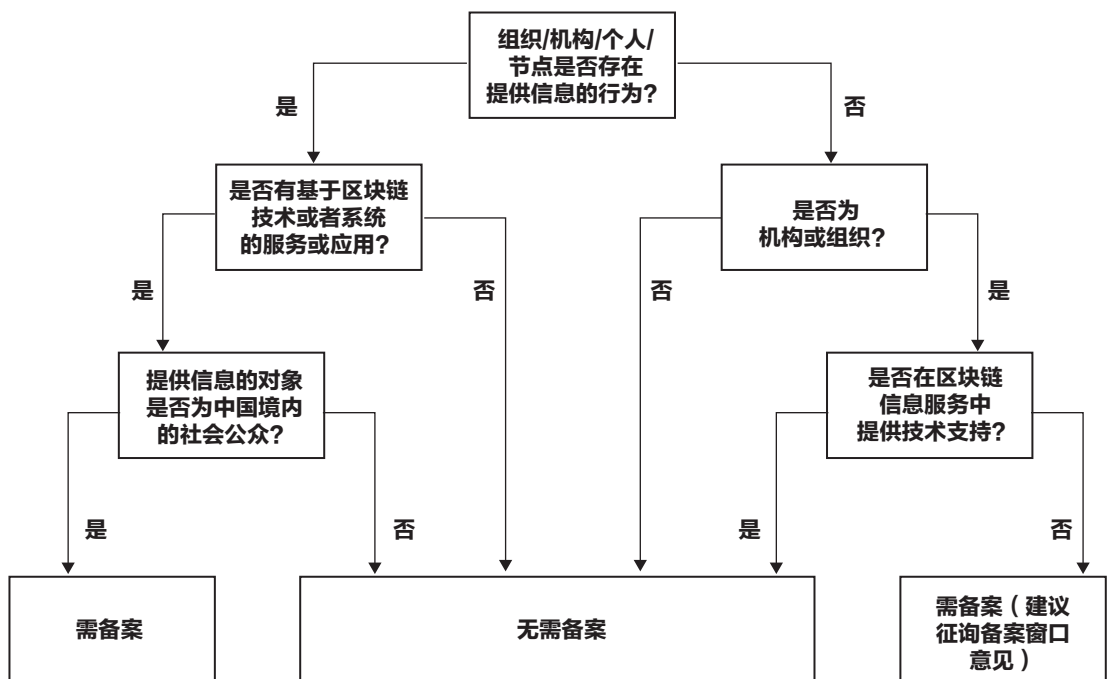 组织/机构/个人/
节点是否存在
提供信息的行为?
是
否
是否有基于区块链
技术或者系统
的服务或应用?
是否为
机构或组织?
是
否
否
是
提供信息的对象
是否为中国境内
的社会公众?
是否在区块链
信息服务中
提供技术支持?
是
否
是
否
需备案
无需备案
需备案（建议
征询备案窗口
意见）